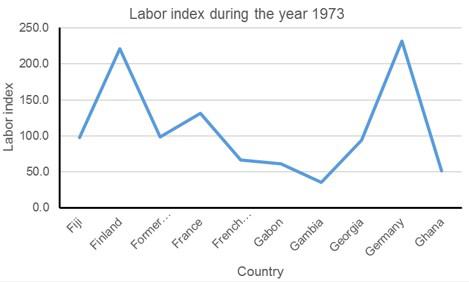 Labor index during the year 1973
250.0
200.0
150.0
100.0
50.0
0.0
Labor index
Fiji
Finland
Former...
France
French...
Gabon
Gambia
Georgia
Germany
Ghana
Country